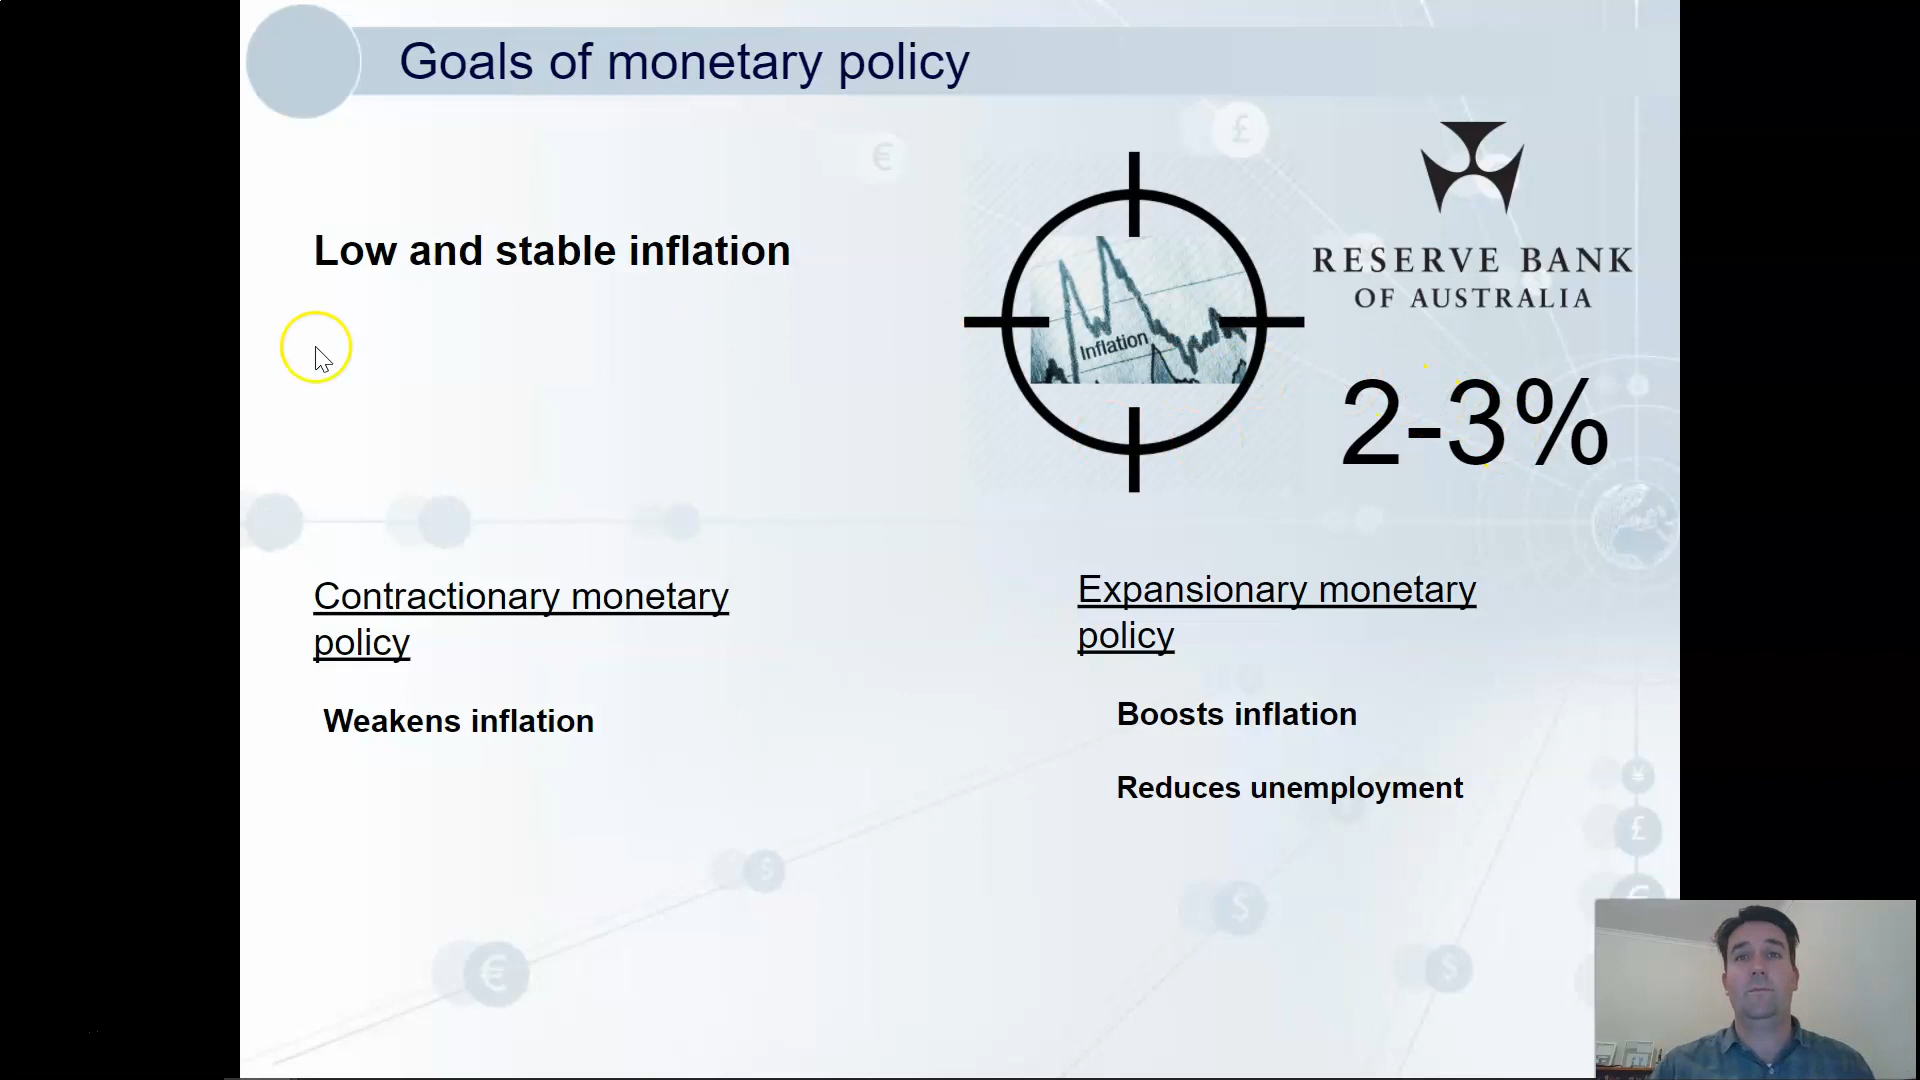 Goals of monetary policy
Low and stable inflation
Inflation
RESERVE BANK
OF AUSTRALIA
2-3%
Contractionary monetary
policy
Weakens inflation
Expansionary monetary
policy
Boosts inflation
Reduces unemployment